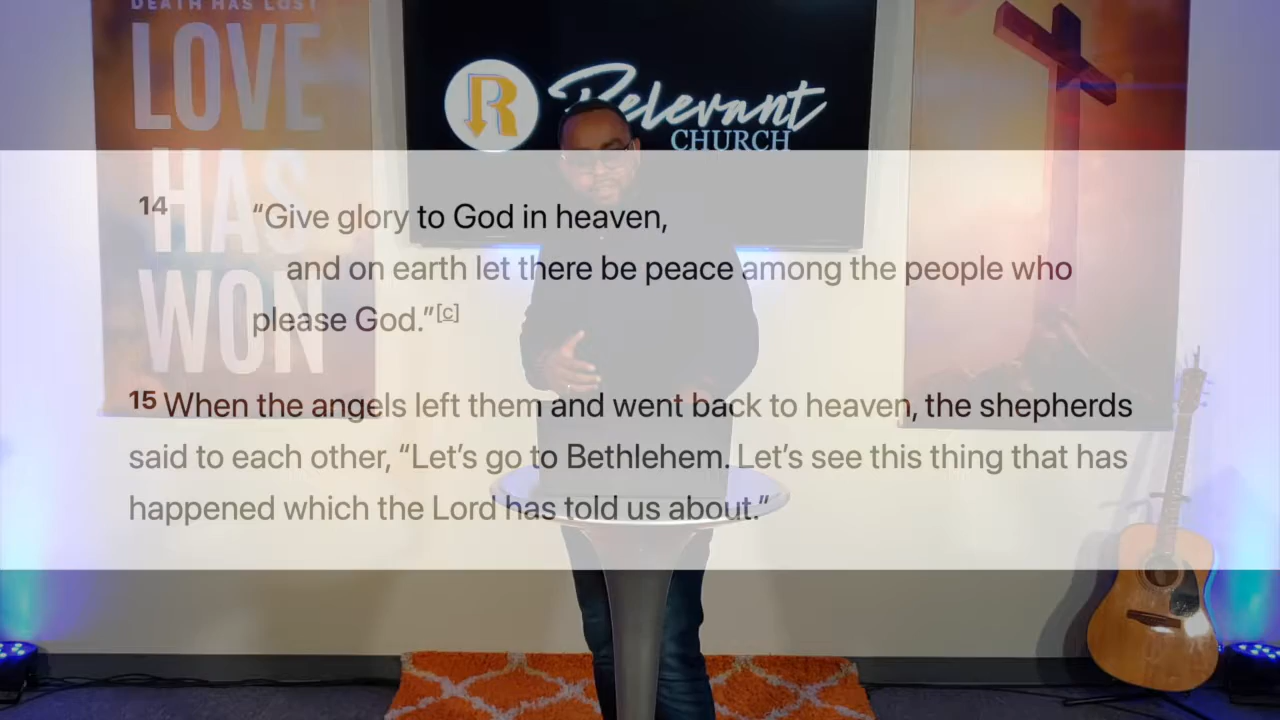 DEATH HAS LOST
LOVE
HAS
WON
R Relevant
CHURCH
14 “Give glory to God in heaven,
and on earth let there be peace among the people who
please God.”[c]
15 When the angels left them and went back to heaven, the shepherds
said to each other, “Let’s go to Bethlehem. Let’s see this thing that has
happened which the Lord has told us about.”